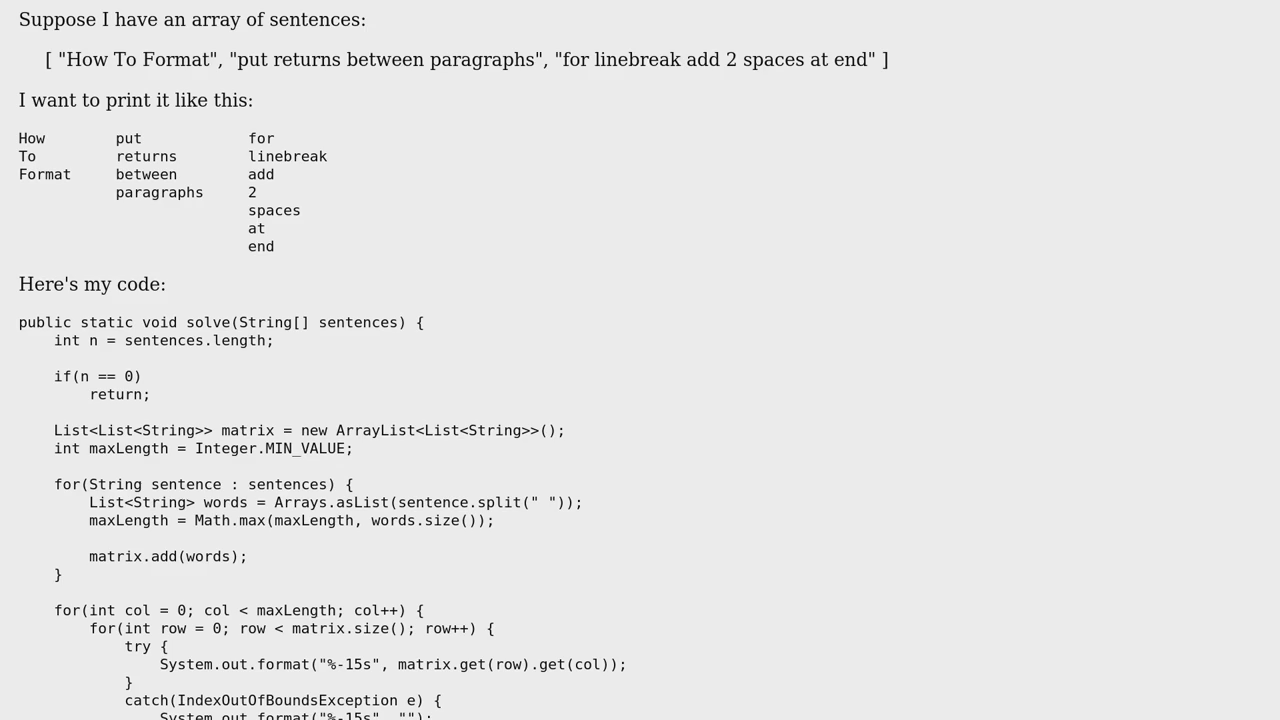 Suppose I have an array of sentences:
[ "How To Format", "put returns between paragraphs", "for linebreak add 2 spaces at end" ]
I want to print it like this:
How        put            for
To         returns        linebreak
Format     between        add
           paragraphs     2
                          spaces
                          at
                          end
Here's my code:
public static void solve(String[] sentences) {
    int n = sentences.length;
    if(n == 0)
        return;
    List<List<String>> matrix = new ArrayList<List<String>>();
    int maxLength = Integer.MIN_VALUE;
    for(String sentence : sentences) {
        List<String> words = Arrays.asList(sentence.split(" "));
        maxLength = Math.max(maxLength, words.size());
        matrix.add(words);
    }
    for(int col = 0; col < maxLength; col++) {
        for(int row = 0; row < matrix.size(); row++) {
            try {
                System.out.format("%-15s", matrix.get(row).get(col));
            }
            catch(IndexOutOfBoundsException e) {
                System.out.format("%-15s", "");